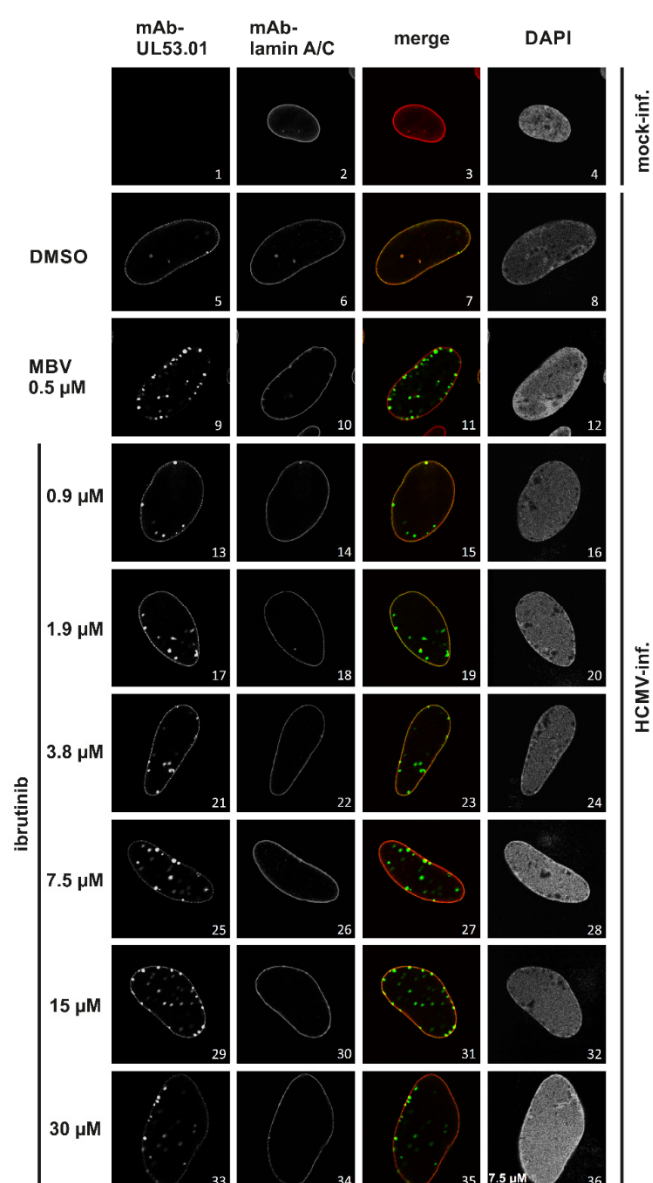 mAb-
UL53.01
mAb-
lamin A/C
merge
DAPI
mock-inf.
1
2
3
4
DMSO
5
6
7
8
HCMV-inf.
MBV
0.5 µM
9
10
11
12
ibrutinib
0.9 µM
13
14
15
16
1.9 µM
17
18
19
20
3.8 µM
21
22
23
24
7.5 µM
25
26
27
28
15 µM
29
30
31
32
30 µM
33
34
35
7.5 µM
36